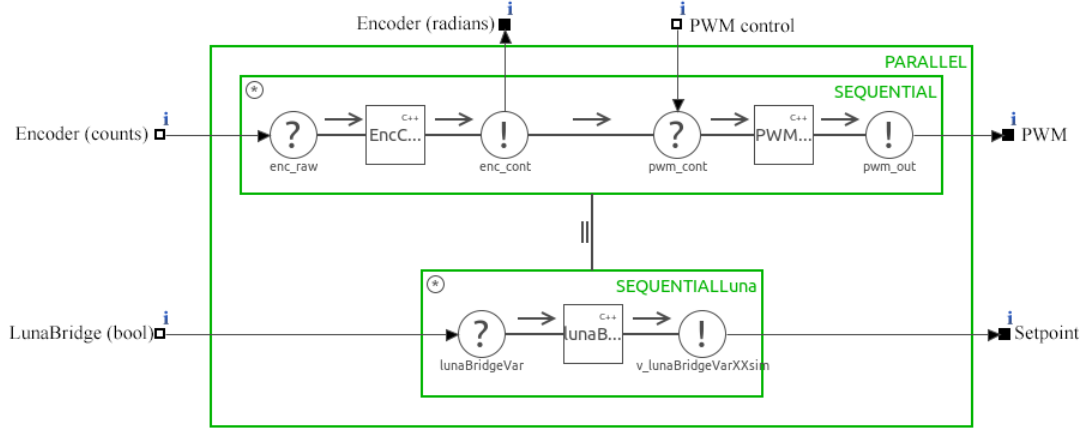 Encoder (radians)
i
i
PWM control
PARALLEL
* SEQUENTIAL
Encoder (counts)
i
? C++ EncC... ! ? C++ PWM... !
i
PWM
enc_raw enc_cont pwm_cont pwm_out
||
* SEQUENTIALLuna
LunaBridge (bool)
i
? C++ lunaB... !
i
Setpoint
lunaBridgeVar v_lunaBridgeVarXXsim